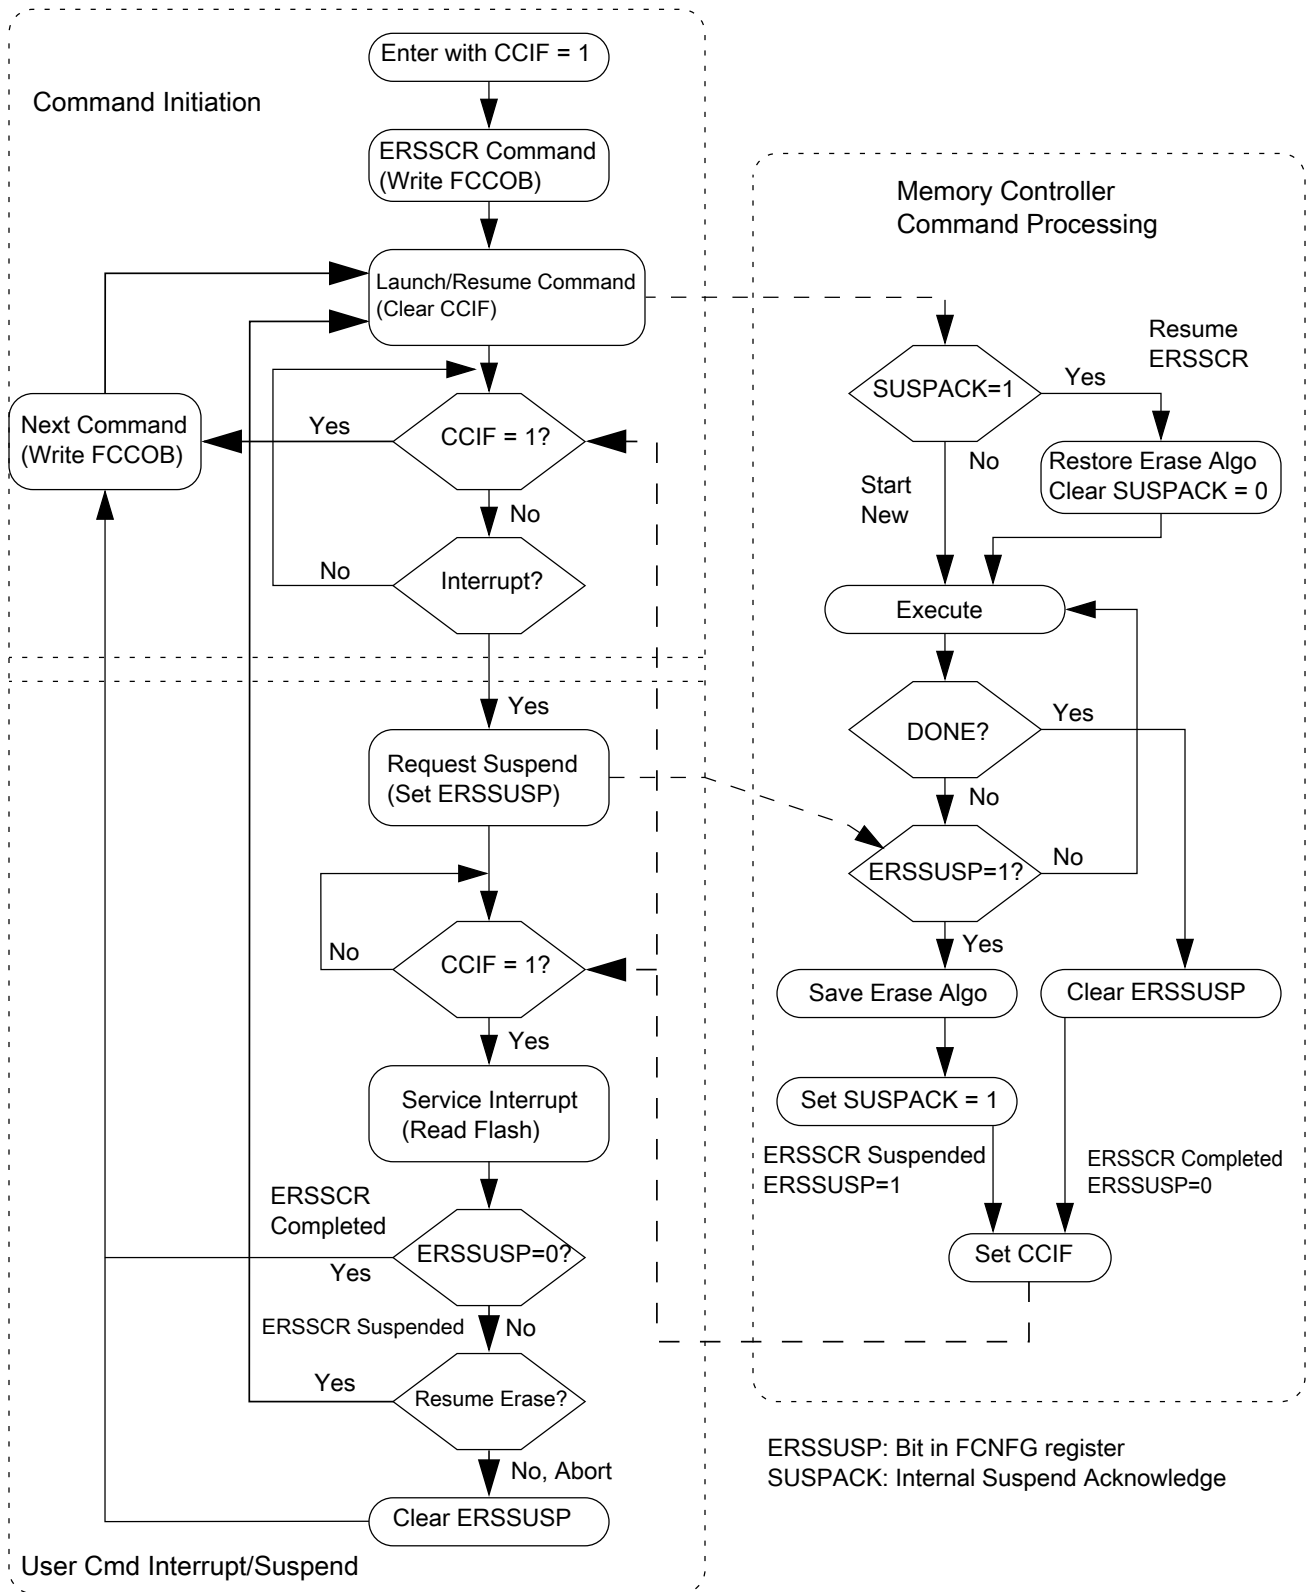 Enter with CCIF = 1
Command Initiation
ERSSCR Command
(Write FCCOB)
Launch/Resume Command
(Clear CCIF)
Next Command
(Write FCCOB)
Yes
CCIF = 1?
No
No
Interrupt?
Yes
Request Suspend
(Set ERSSUSP)
No
CCIF = 1?
Yes
Service Interrupt
(Read Flash)
ERSSCR
Completed
ERSSUSP=0?
Yes
ERSSCR Suspended
No
Yes
Resume Erase?
No, Abort
Clear ERSSUSP
User Cmd Interrupt/Suspend
Memory Controller
Command Processing
Resume
ERSSCR
SUSPACK=1
Yes
No
Restore Erase Algo
Clear SUSPACK = 0
Start
New
Execute
DONE?
Yes
No
ERSSUSP=1?
No
Yes
Save Erase Algo
Clear ERSSUSP
Set SUSPACK = 1
ERSSCR Suspended
ERSSUSP=1
ERSSCR Completed
ERSSUSP=0
Set CCIF
ERSSUSP: Bit in FCNFG register
SUSPACK: Internal Suspend Acknowledge